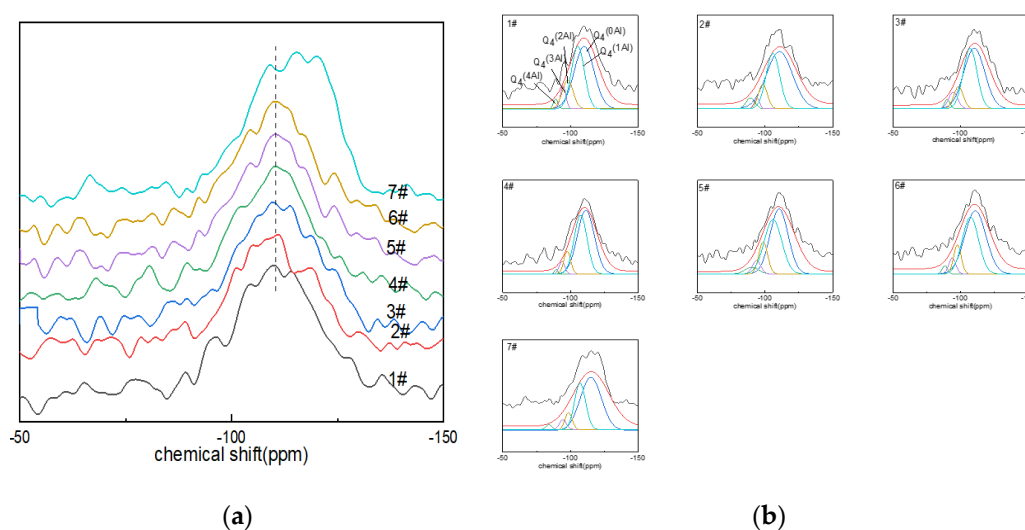 7#
6#
5#
4#
3#
2#
1#
-50
-100
-150
chemical shift(ppm)
(a)
1#
Q4(4Al)
Q4(3Al)
Q4(2Al)
Q4(0Al)
Q4(1Al)
-50
-100
-150
chemical shift(ppm)
2#
-50
-100
-150
chemical shift(ppm)
3#
-50
-100
-150
chemical shift(ppm)
4#
-50
-100
-150
chemical shift(ppm)
5#
-50
-100
-150
chemical shift(ppm)
6#
-50
-100
-150
chemical shift(ppm)
7#
-50
-100
-150
chemical shift(ppm)
(b)